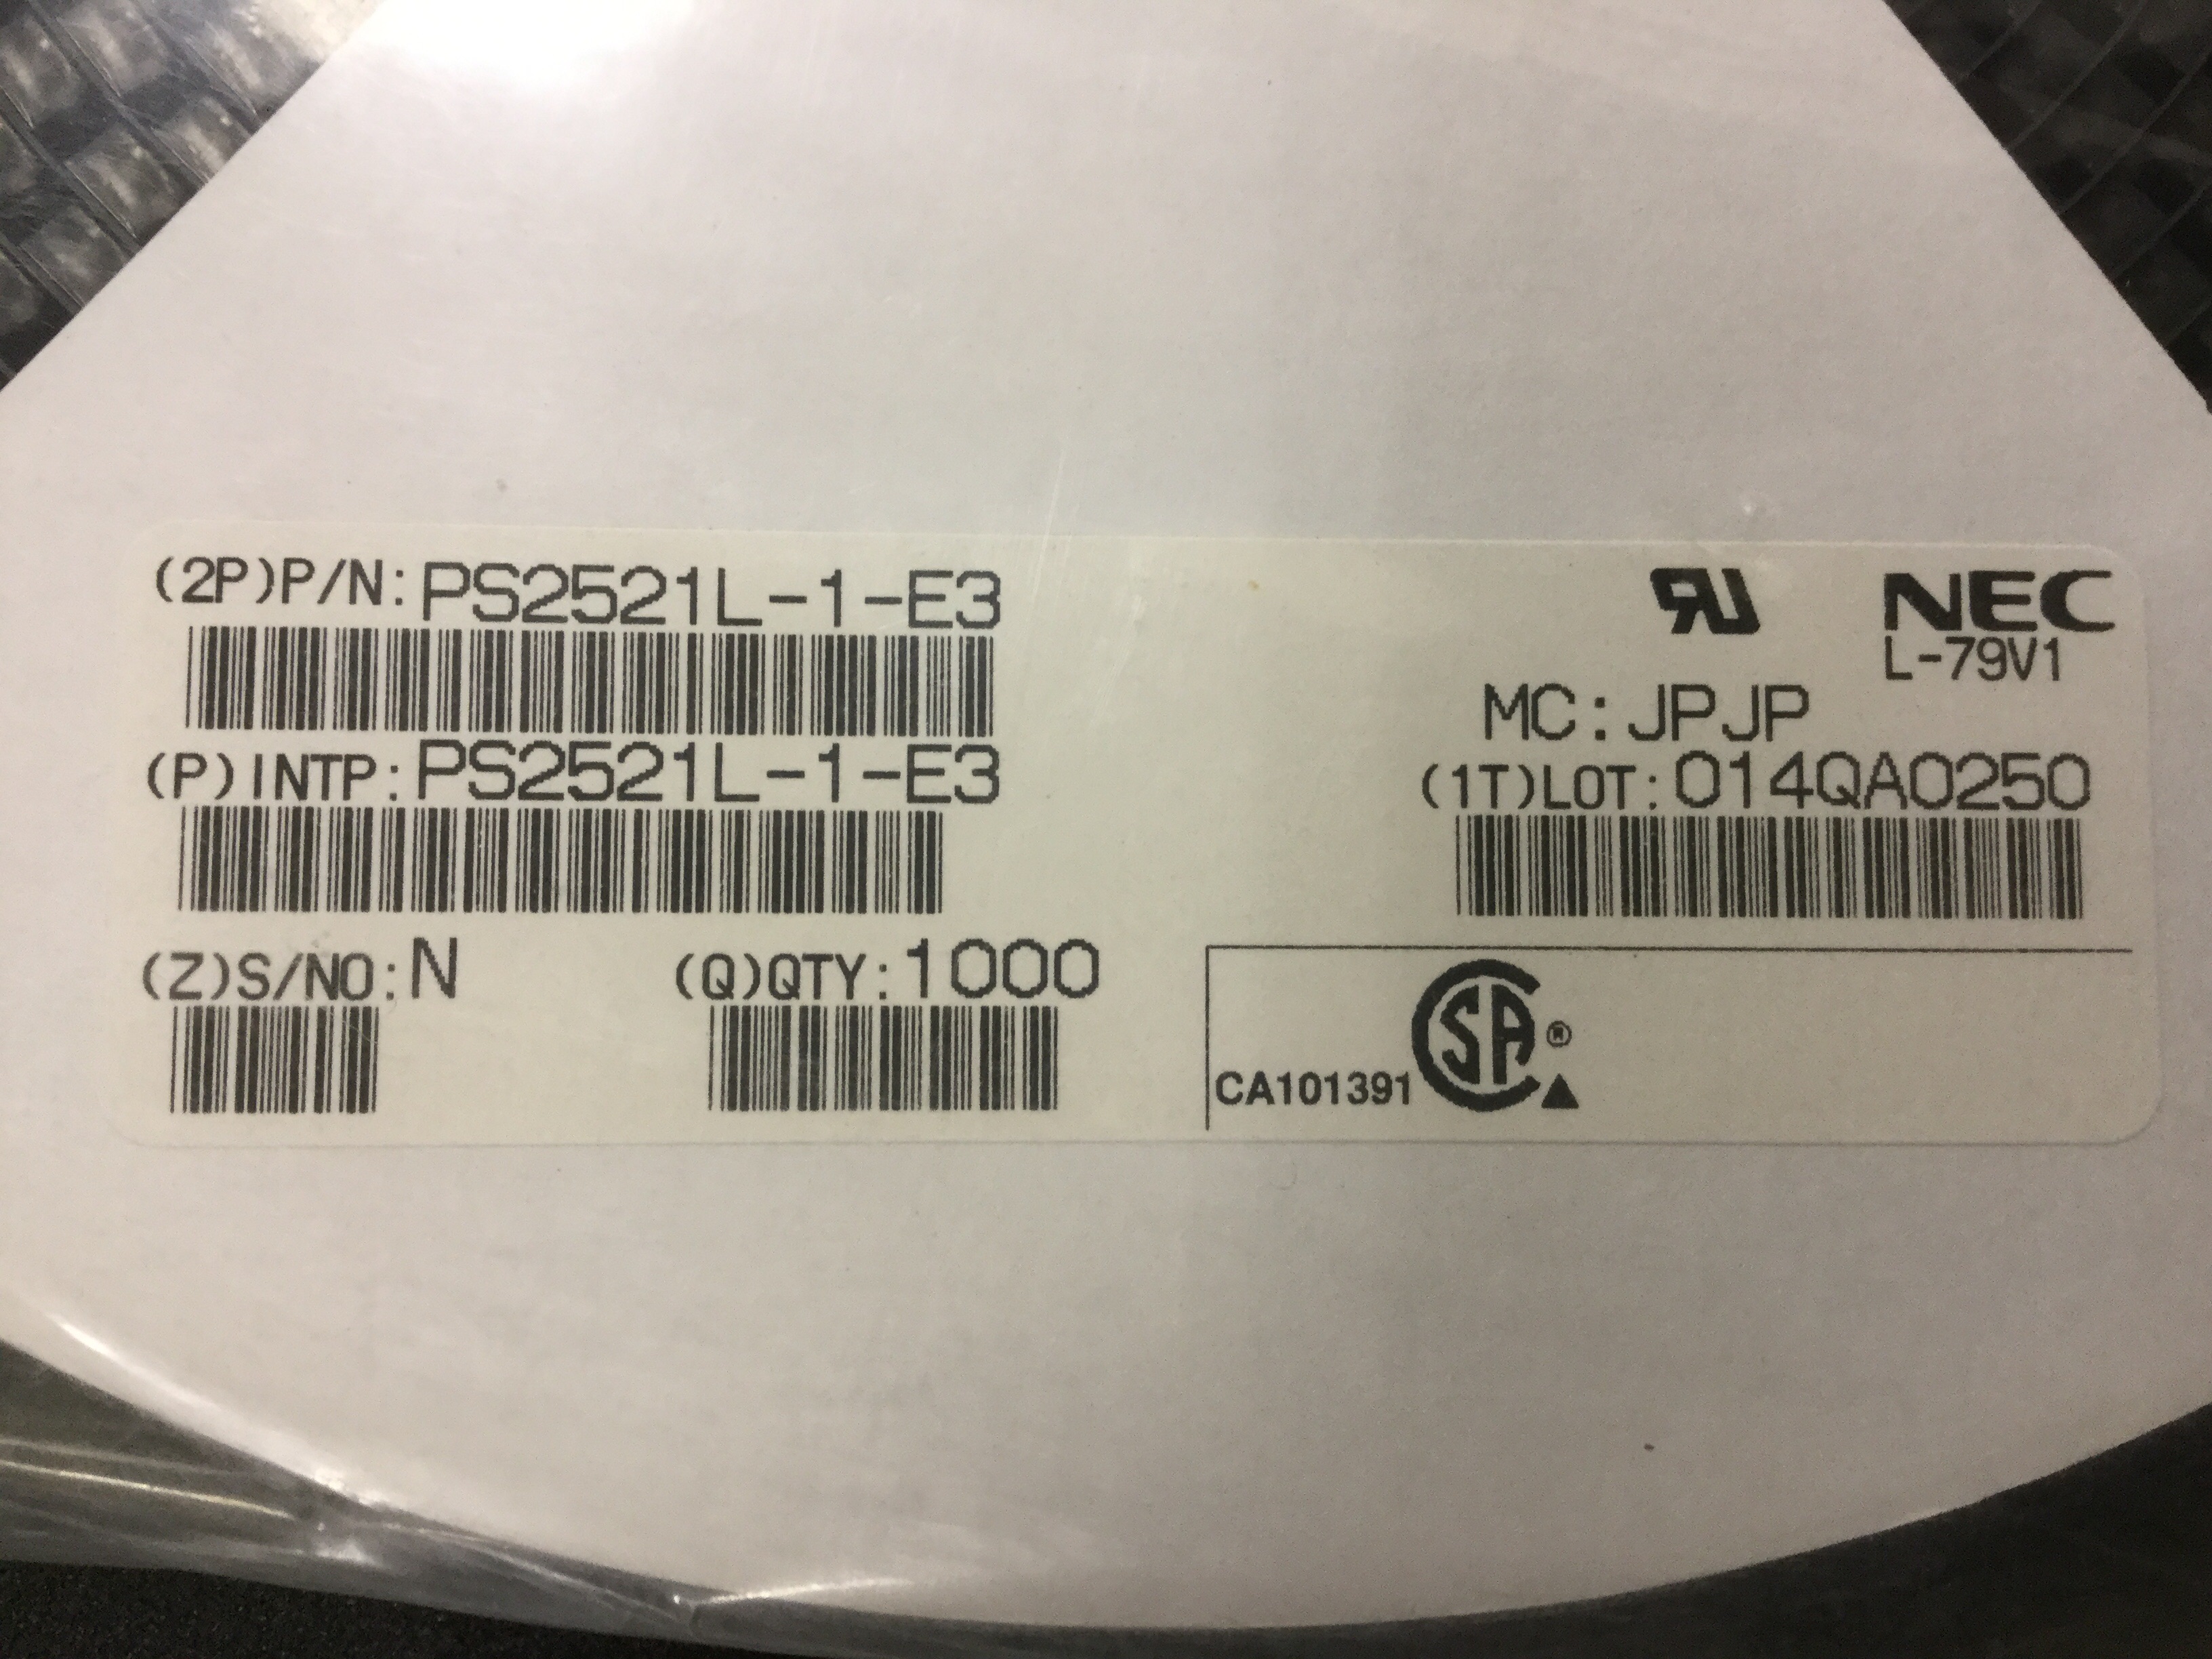 (2P)P/N:PS2521L-1-E3
(P)INTP:PS2521L-1-E3
(Z)S/NO:N
(Q)QTY:1000
NEC
L-79V1
MC:JPJP
(1T)LOT:014QA0250
CA101391 CSA ®